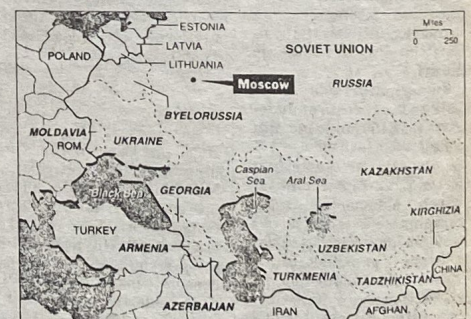 ESTONIA
LATVIA
LITHUANIA
POLAND
SOVIET UNION
Miles
0 250
Moscow
RUSSIA
BYELORUSSIA
MOLDAVIA
ROM
UKRAINE
Black Sea
GEORGIA
Caspian
Sea
Aral Sea
KAZAKHSTAN
KIRGHIZIA
TURKEY
ARMENIA
UZBEKISTAN
CHINA
TURKMENIA
TADZHIKISTAN
AZERBAIJAN
IRAN
AFGHAN.